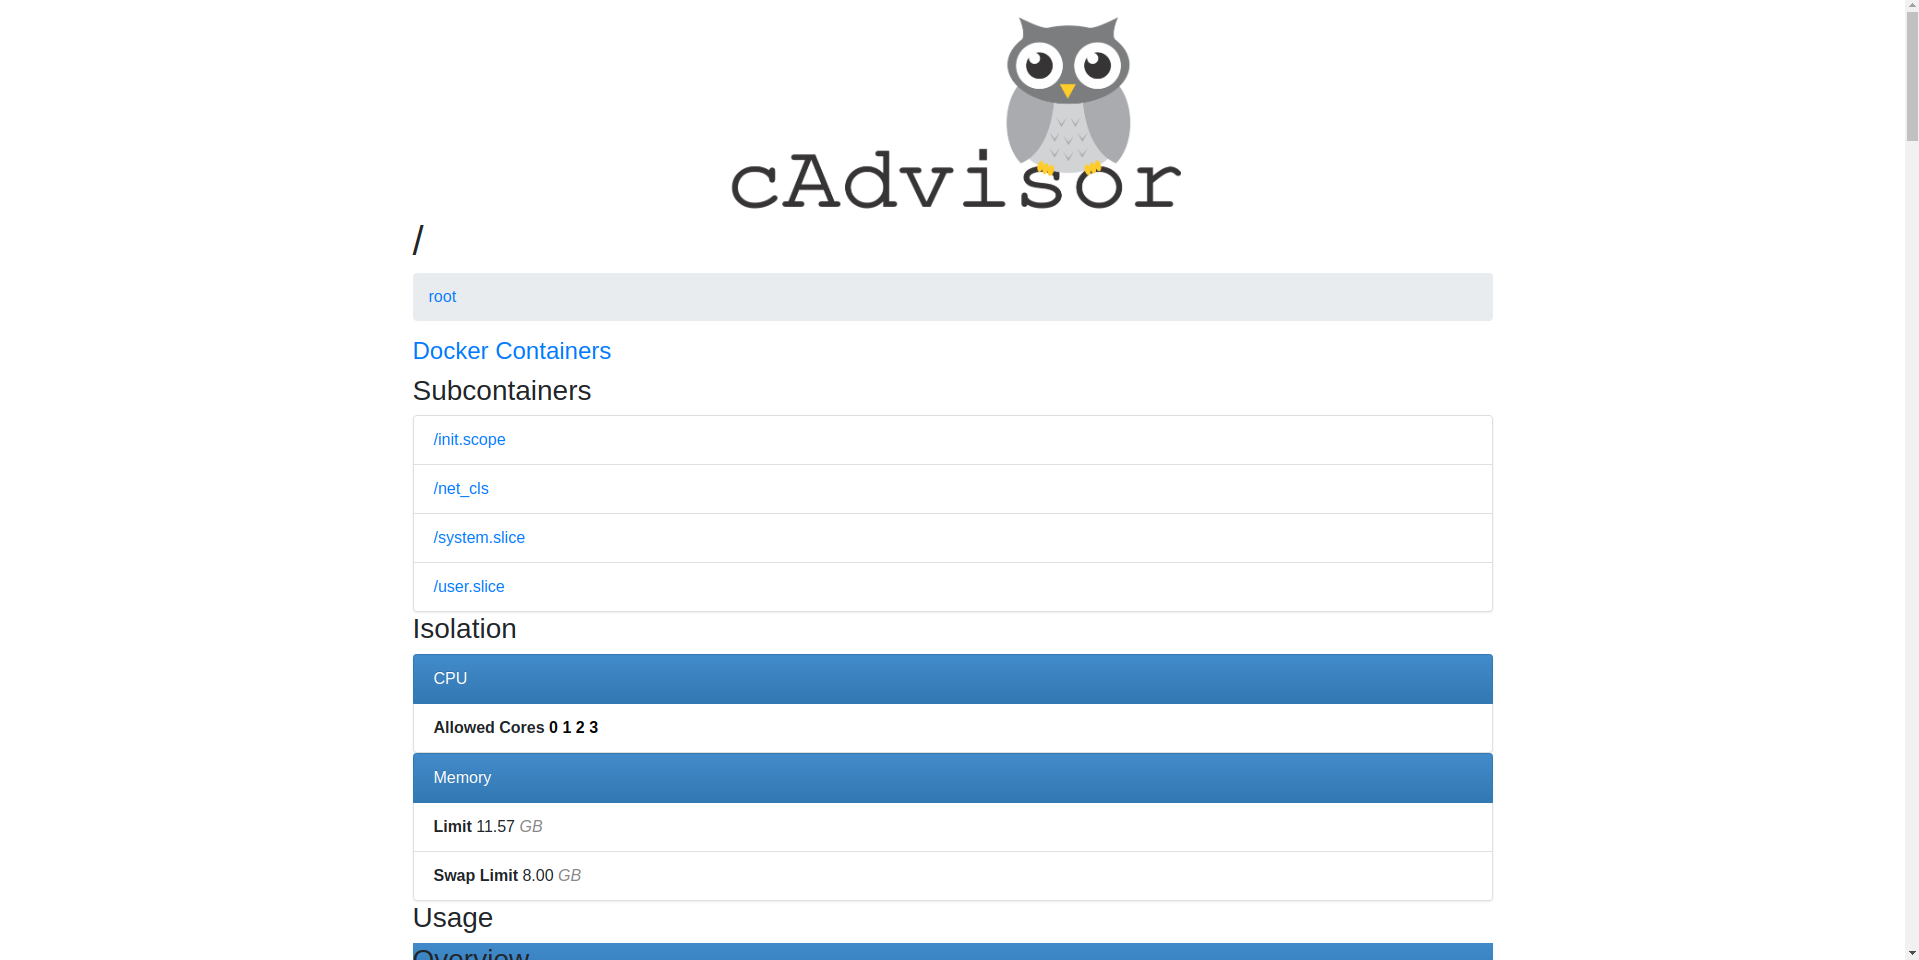 cAdvisor
/
root
Docker Containers
Subcontainers
/init.scope
/net_cls
/system.slice
/user.slice
Isolation
CPU
Allowed Cores 0 1 2 3
Memory
Limit 11.57 GB
Swap Limit 8.00 GB
Usage
Overview